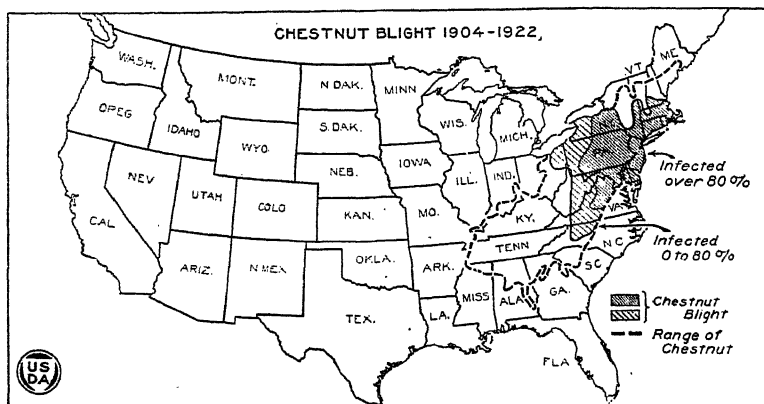 CHESTNUT BLIGHT 1904-1922,
WASH.
MONT.
N DAK.
MINN
VT.
ME.
OREG
IDAHO
S. DAK.
WIS.
MICH.
WYO.
NEB.
IOWA
NEV
UTAH
COLO
ILL.
IND.
Infected
over 80 %
CAL
KAN.
MO.
KY.
VA.
ARIZ.
N MEX
OKLA.
ARK.
TENN
N C
Infected
0 to 80 %
TEX.
LA.
MISS
ALA
GA.
SC.
FLA
Chestnut
Blight
Range of
Chestnut
US
DA